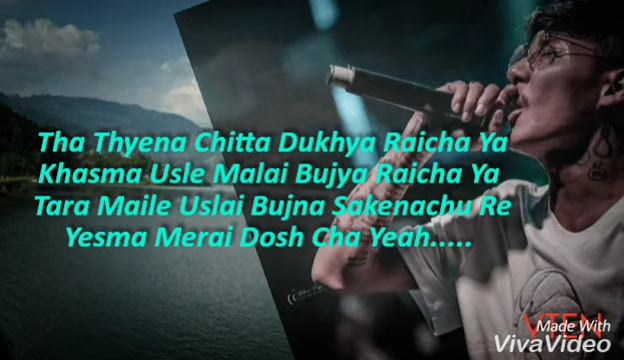 Tha Thyena Chitta Dukhya Raicha Ya
Khasma Usle Malai Bujya Raicha Ya
Tara Maile Uslai Bujna Sakenachu Re
Yesma Merai Dosh Cha Yeah.....
VTEN
Made With
VivaVideo